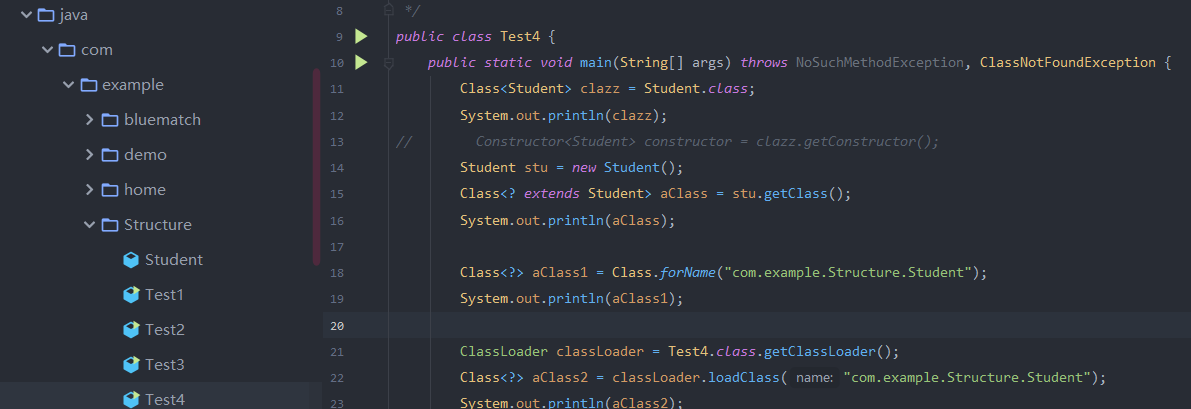 java
com
example
bluematch
demo
home
Structure
Student
Test1
Test2
Test3
Test4
8 */
9 public class Test4 {
10 public static void main(String[] args) throws NoSuchMethodException, ClassNotFoundException {
11 Class<Student> clazz = Student.class;
12 System.out.println(clazz);
13 // Constructor<Student> constructor = clazz.getConstructor();
14 Student stu = new Student();
15 Class<? extends Student> aClass = stu.getClass();
16 System.out.println(aClass);
17
18 Class<?> aClass1 = Class.forName("com.example.Structure.Student");
19 System.out.println(aClass1);
20
21 ClassLoader classLoader = Test4.class.getClassLoader();
22 Class<?> aClass2 = classLoader.loadClass( name: "com.example.Structure.Student");
23 System.out.println(aClass2);